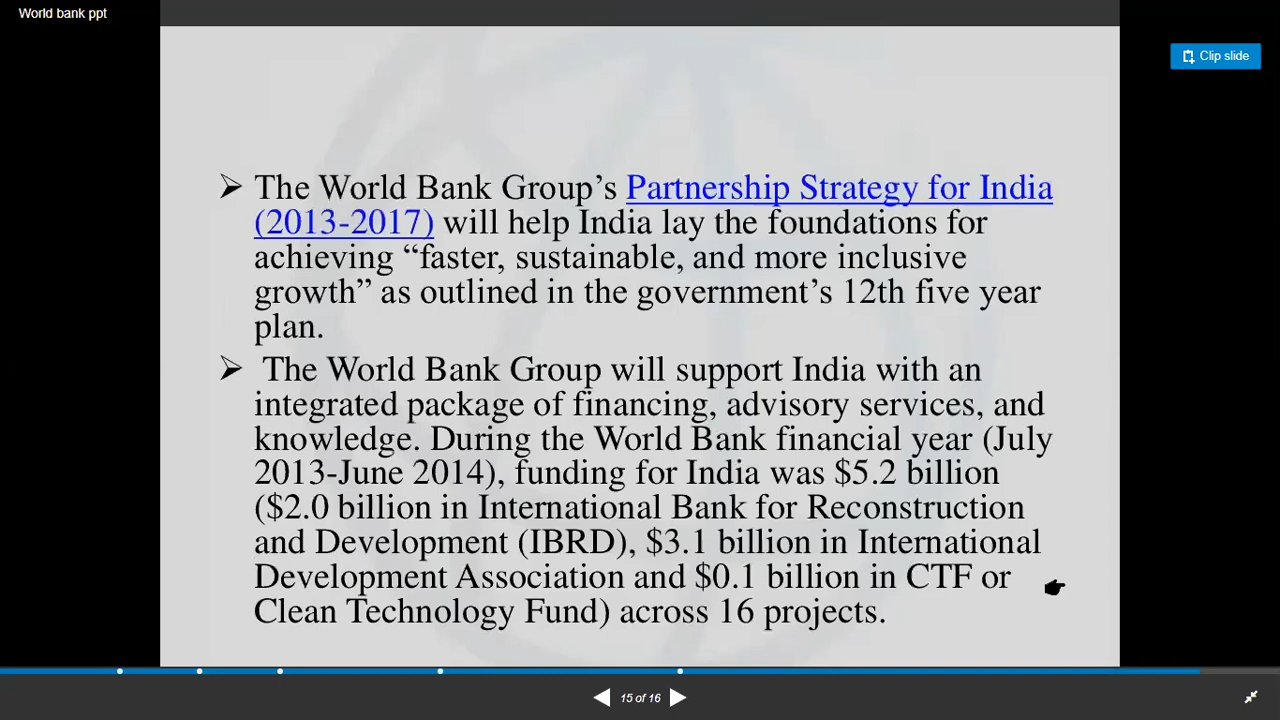 World bank ppt
Clip slide
➢ The World Bank Group’s Partnership Strategy for India
(2013-2017) will help India lay the foundations for
achieving “faster, sustainable, and more inclusive
growth” as outlined in the government’s 12th five year
plan.
➢ The World Bank Group will support India with an
integrated package of financing, advisory services, and
knowledge. During the World Bank financial year (July
2013-June 2014), funding for India was $5.2 billion
($2.0 billion in International Bank for Reconstruction
and Development (IBRD), $3.1 billion in International
Development Association and $0.1 billion in CTF or
Clean Technology Fund) across 16 projects.
15 of 16